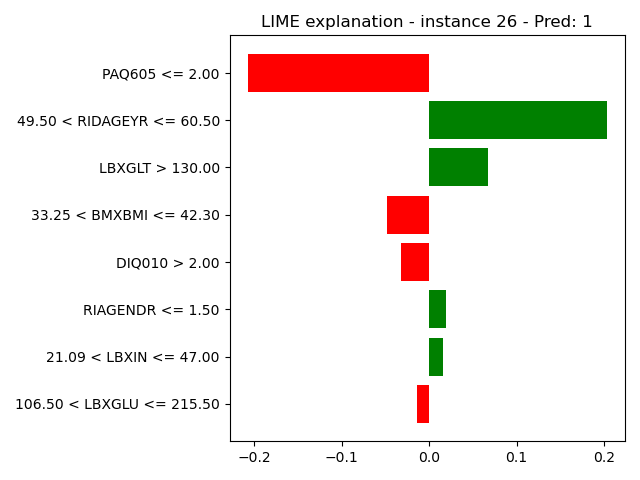 LIME explanation - instance 26 - Pred: 1
PAQ605 <= 2.00
49.50 < RIDAGEYR <= 60.50
LBXGLT > 130.00
33.25 < BMXBMI <= 42.30
DIQ010 > 2.00
RIAGENDR <= 1.50
21.09 < LBXIN <= 47.00
106.50 < LBXGLU <= 215.50
−0.2 −0.1 0.0 0.1 0.2